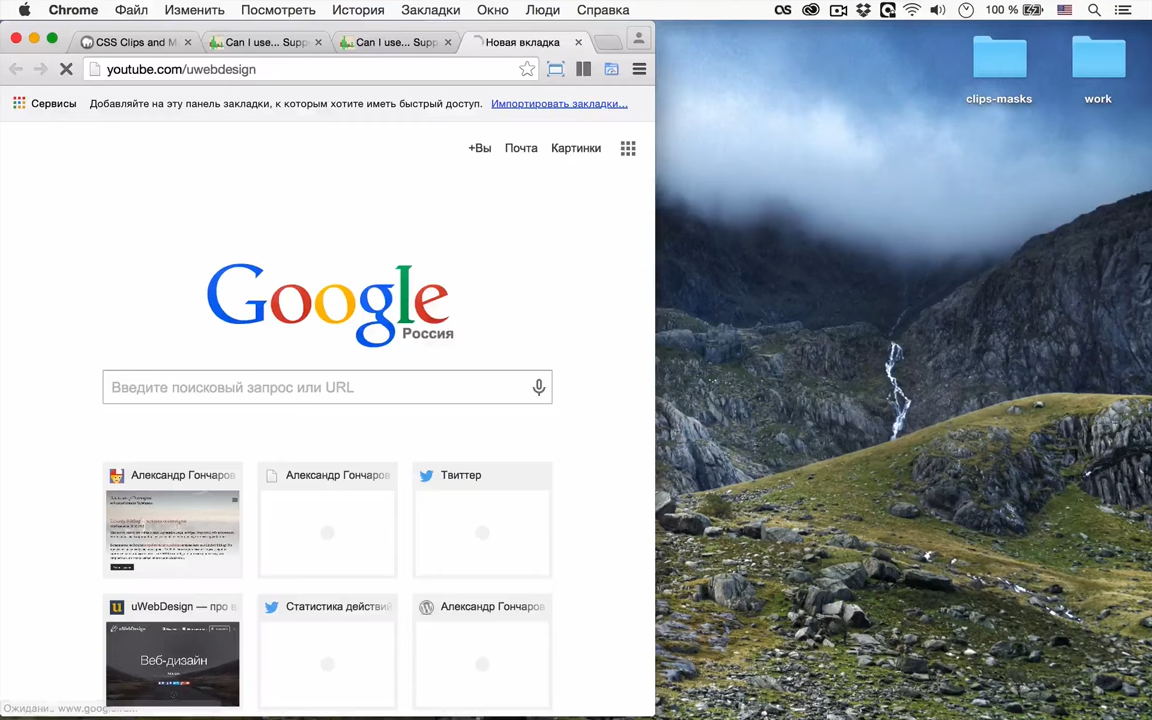 Chrome Файл Изменить Посмотреть История Закладки Окно Люди Справка
100 %
CSS Clips and M
Can I use... Supp
Can I use... Supp
Новая вкладка
youtube.com/uwebdesign
Сервисы
Добавляйте на эту панель закладки, к которым хотите иметь быстрый доступ.
Импортировать закладки...
clips-masks
work
+Вы Почта Картинки
Google
Россия
Введите поисковый запрос или URL
Александр Гончаров
Александр Гончаров
Твиттер
uWebDesign — про в
Статистика действий
Александр Гончаров
Веб-дизайн